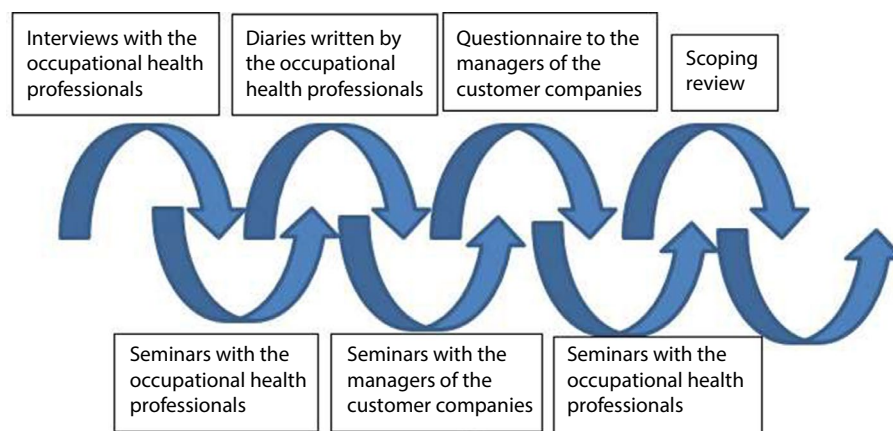 Interviews with the
occupational health
professionals
Diaries written by
the occupational
health professionals
Questionnaire to the
managers of the
customer companies
Scoping
review
Seminars with the
occupational health
professionals
Seminars with the
managers of the
customer companies
Seminars with the
occupational health
professionals